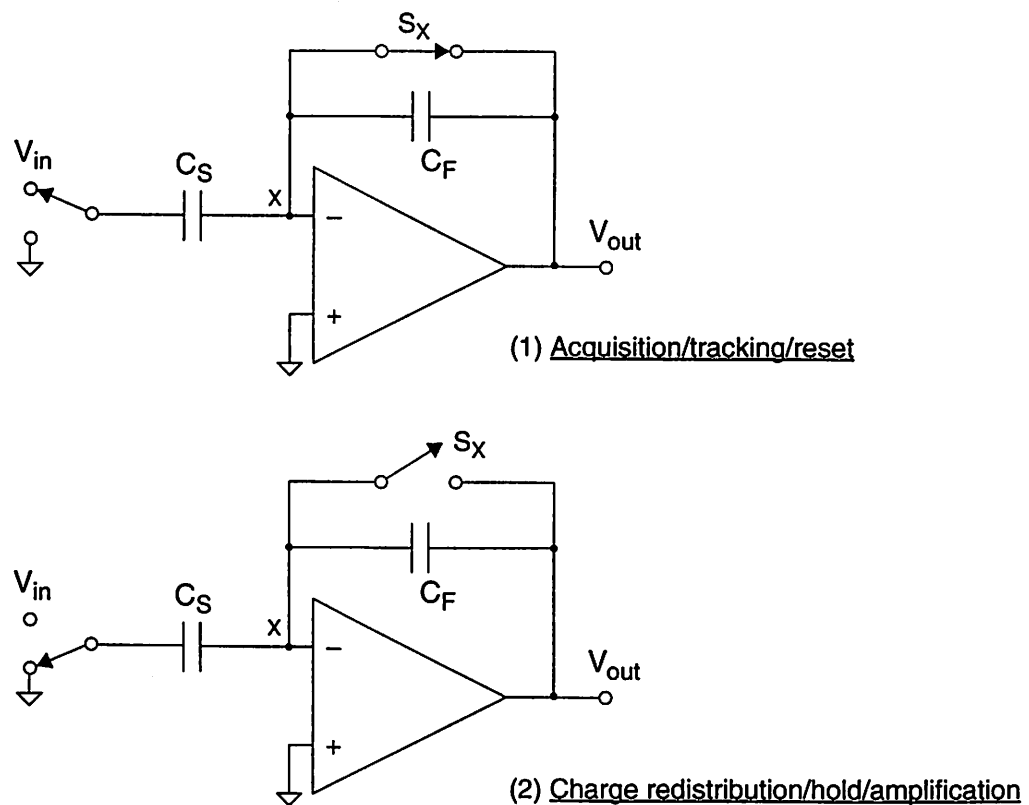 S_X
V_in
C_S
C_F
X
−
+
V_out
(1) Acquisition/tracking/reset
S_X
V_in
C_S
C_F
X
−
+
V_out
(2) Charge redistribution/hold/amplification